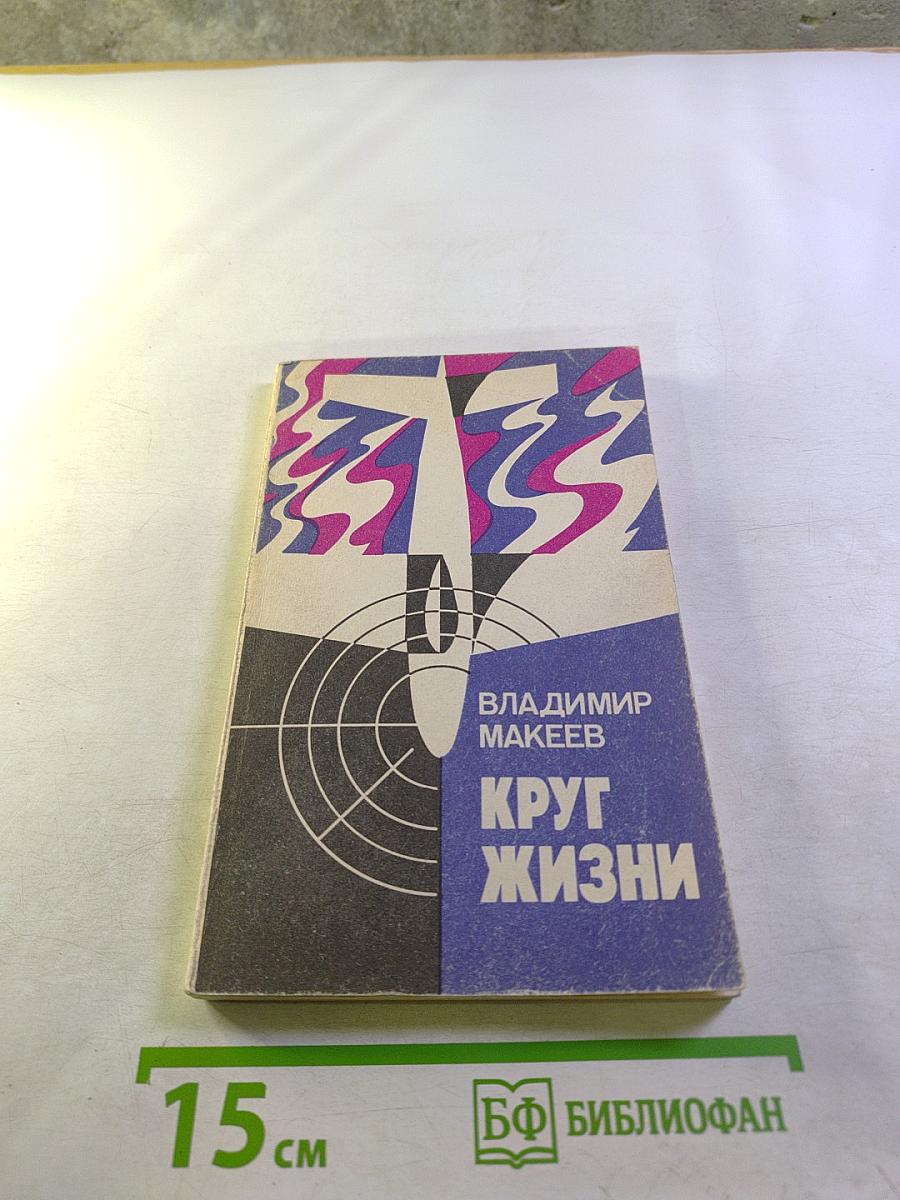 ВЛАДИМИР
МАКЕЕВ
КРУГ
ЖИЗНИ
15 см
БФ БИБЛИОФАН